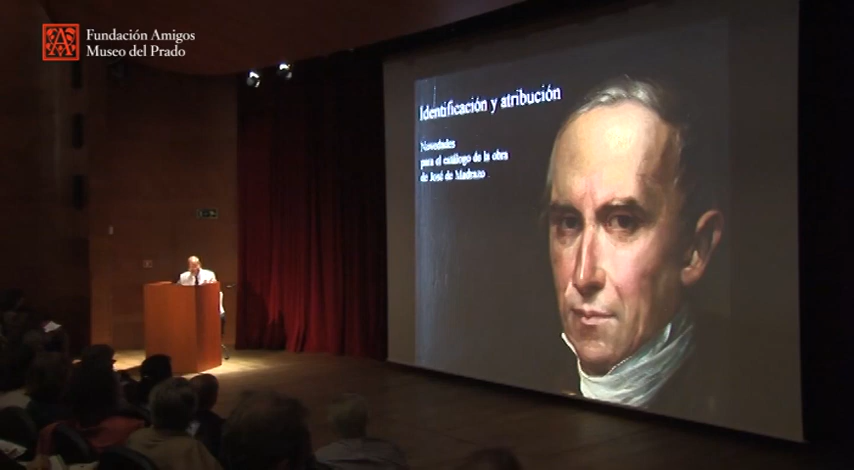 Fundación Amigos
Museo del Prado
Identificación y atribución
Novedades
para el catálogo de la obra
de José de Madrazo